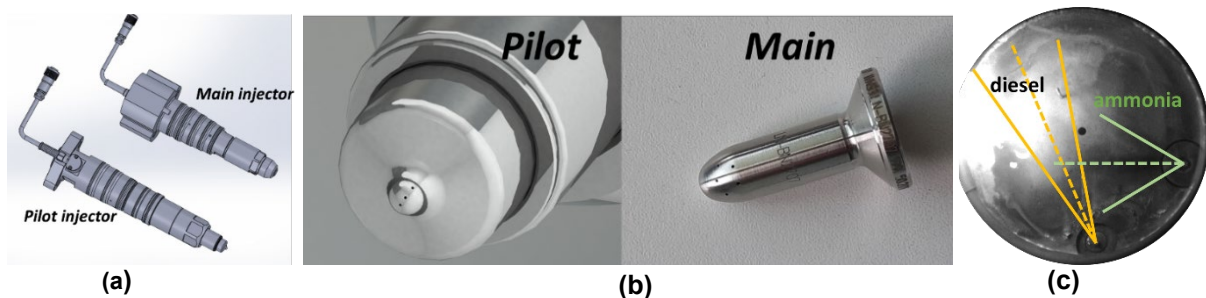 Main injector
Pilot injector
(a)
Pilot
Main
(b)
diesel
ammonia
(c)